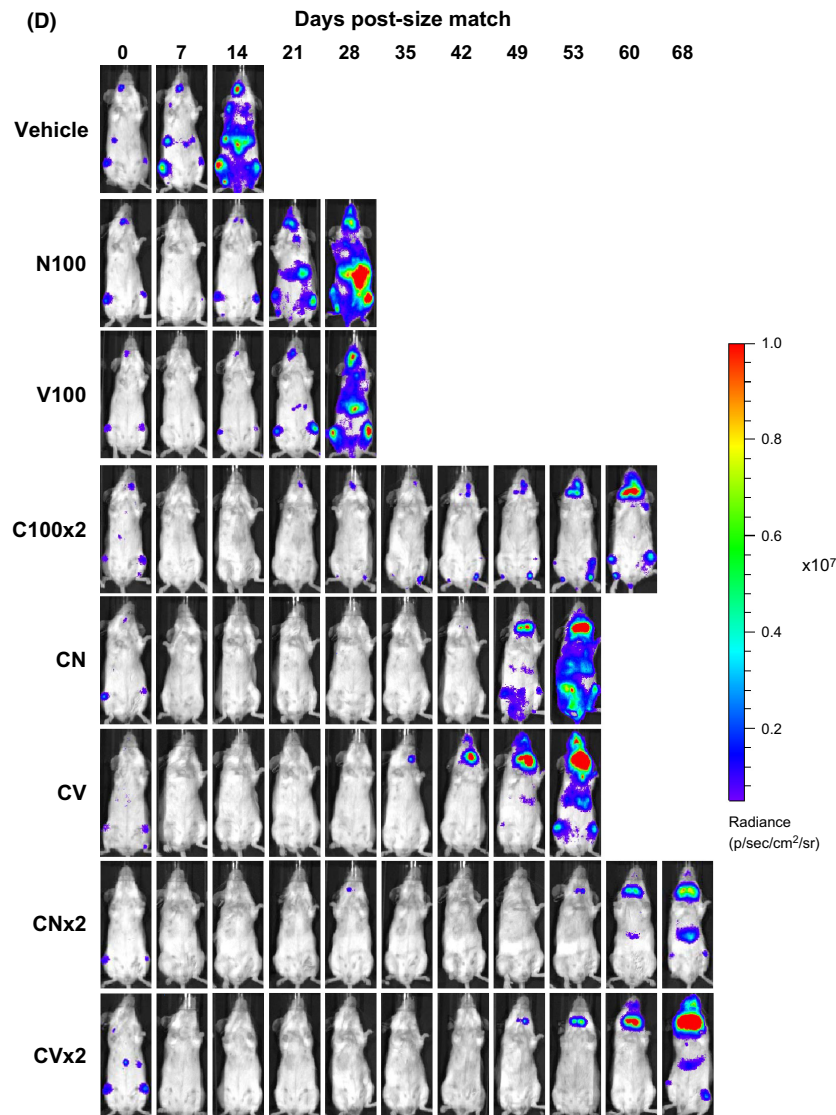 (D)
Days post-size match
0 7 14 21 28 35 42 49 53 60 68
Vehicle
N100
V100
C100x2
CN
CV
CNx2
CVx2
1.0
0.8
0.6
x10⁷
0.4
0.2
Radiance
(p/sec/cm²/sr)